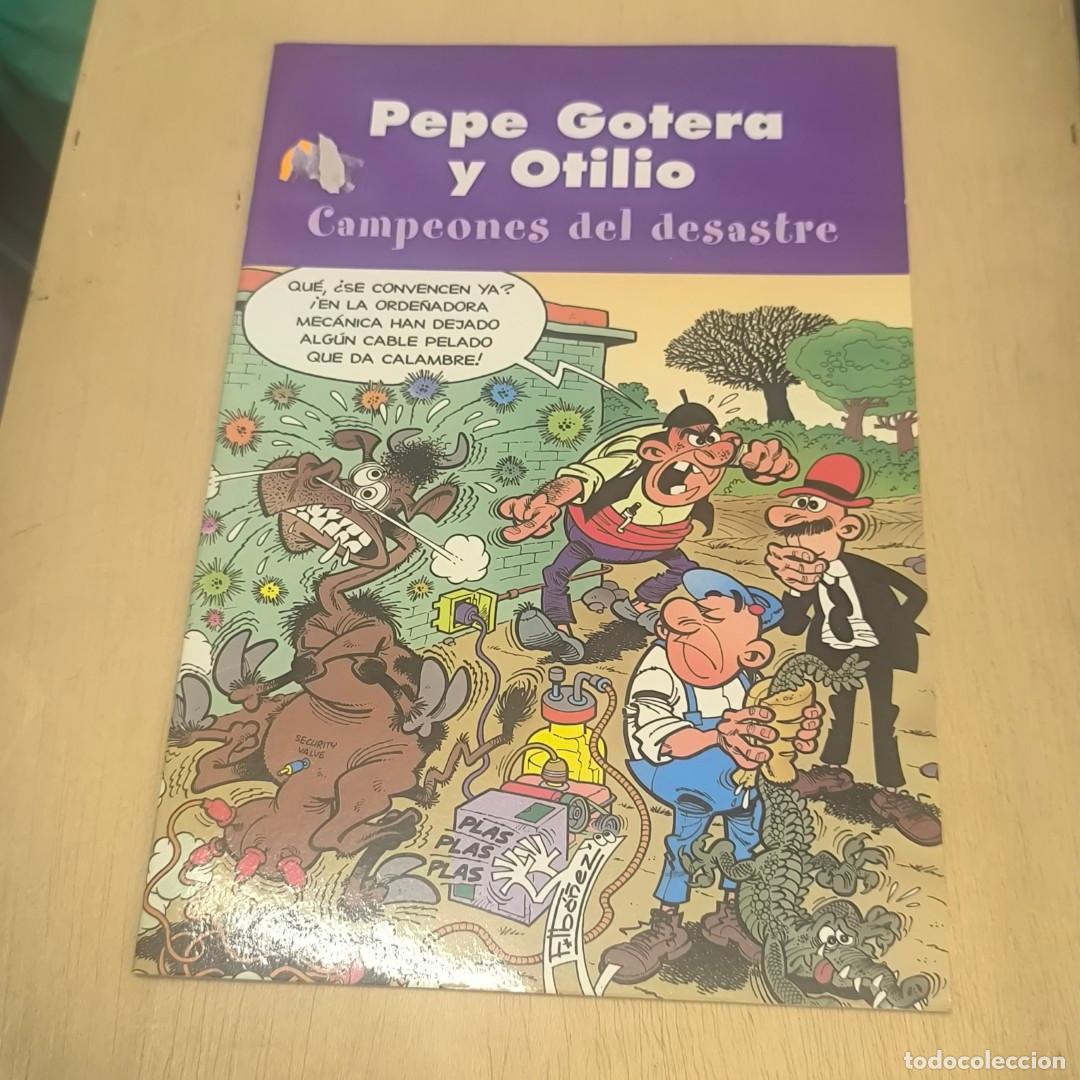 Pepe Gotera
y Otilio
Campeones del desastre
QUÉ, ¿SE CONVENCEN YA?
¡EN LA ORDEÑADORA
MECÁNICA HAN DEJADO
ALGÚN CABLE PELADO
QUE DA CALAMBRE!
SECURITY
VALVE
PLAS
PLAS
PLAS
F. IbáñEz
todocoleccion